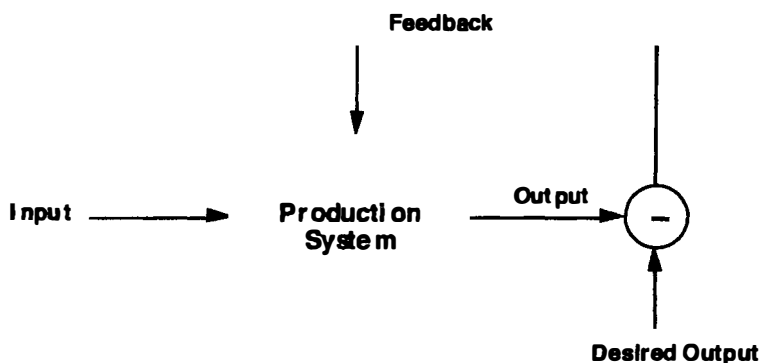 Feedback
Input
Production
System
Output
-
Desired Output